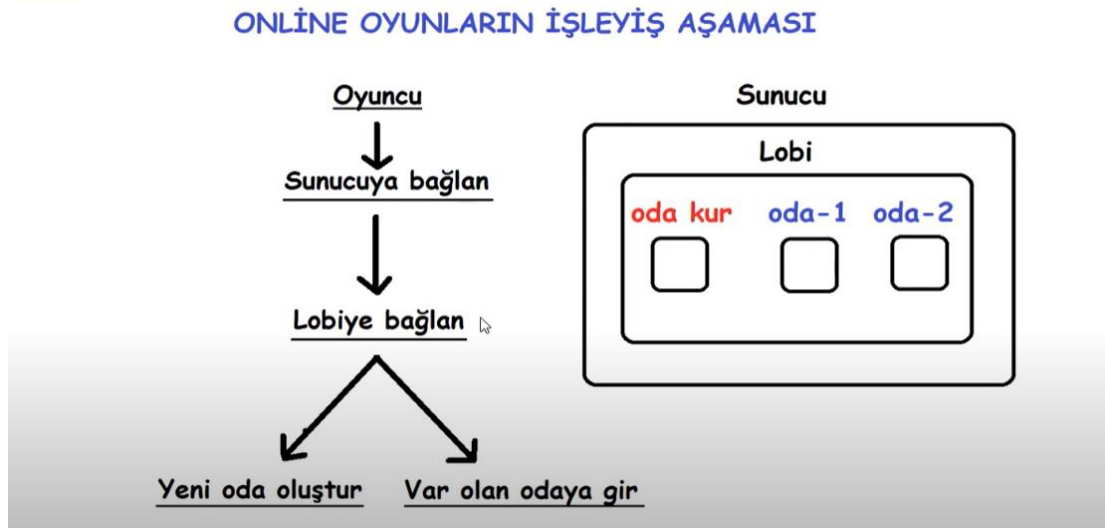 ONLİNE OYUNLARIN İŞLEYİŞ AŞAMASI
Oyuncu
Sunucuya bağlan
Lobiye bağlan
Yeni oda oluştur
Var olan odaya gir
Sunucu
Lobi
oda kur
oda-1
oda-2